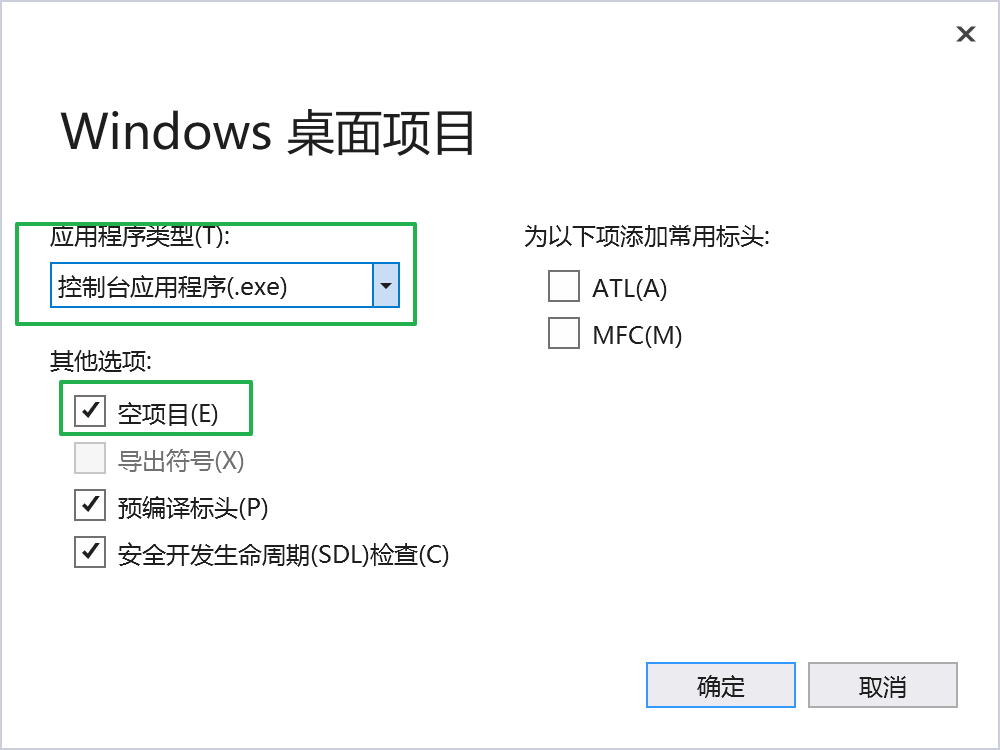 Windows 桌面项目
应用程序类型(T):
控制台应用程序(.exe)
其他选项:
空项目(E)
导出符号(X)
预编译标头(P)
安全开发生命周期(SDL)检查(C)
为以下项添加常用标头:
ATL(A)
MFC(M)
确定
取消